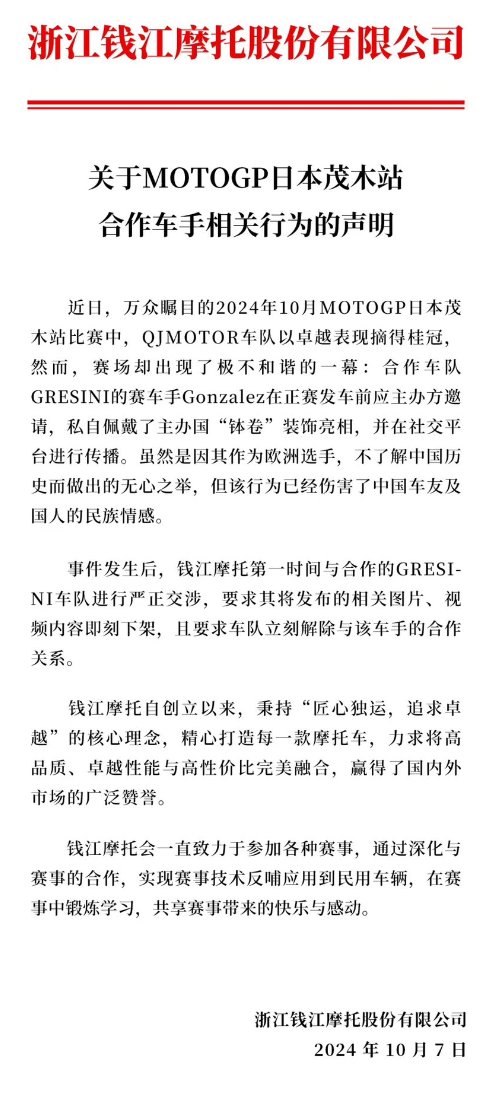 浙江钱江摩托股份有限公司
关于MOTOGP日本茂木站
合作车手相关行为的声明
近日，万众瞩目的2024年10月MOTOGP日本茂
木站比赛中，QJMOTOR车队以卓越表现摘得桂冠，
然而，赛场却出现了极不和谐的一幕：合作车队
GRESINI的赛车手Gonzalez在正赛发车前应主办方邀
请，私自佩戴了主办国“钵卷”装饰亮相，并在社交平
台进行传播。虽然是因其作为欧洲选手，不了解中国历
史而做出的无心之举，但该行为已经伤害了中国车友及
国人的民族情感。
事件发生后，钱江摩托第一时间与合作的GRESI-
NI车队进行严正交涉，要求其将发布的相关图片、视
频内容即刻下架，且要求车队立刻解除与该车手的合作
关系。
钱江摩托自创立以来，秉持“匠心独运，追求卓
越”的核心理念，精心打造每一款摩托车，力求将高
品质、卓越性能与高性价比完美融合，赢得了国内外
市场的广泛赞誉。
钱江摩托会一直致力于参加各种赛事，通过深化与
赛事的合作，实现赛事技术反哺应用到民用车辆，在赛
事中锻炼学习，共享赛事带来的快乐与感动。
浙江钱江摩托股份有限公司
2024 年 10 月 7 日